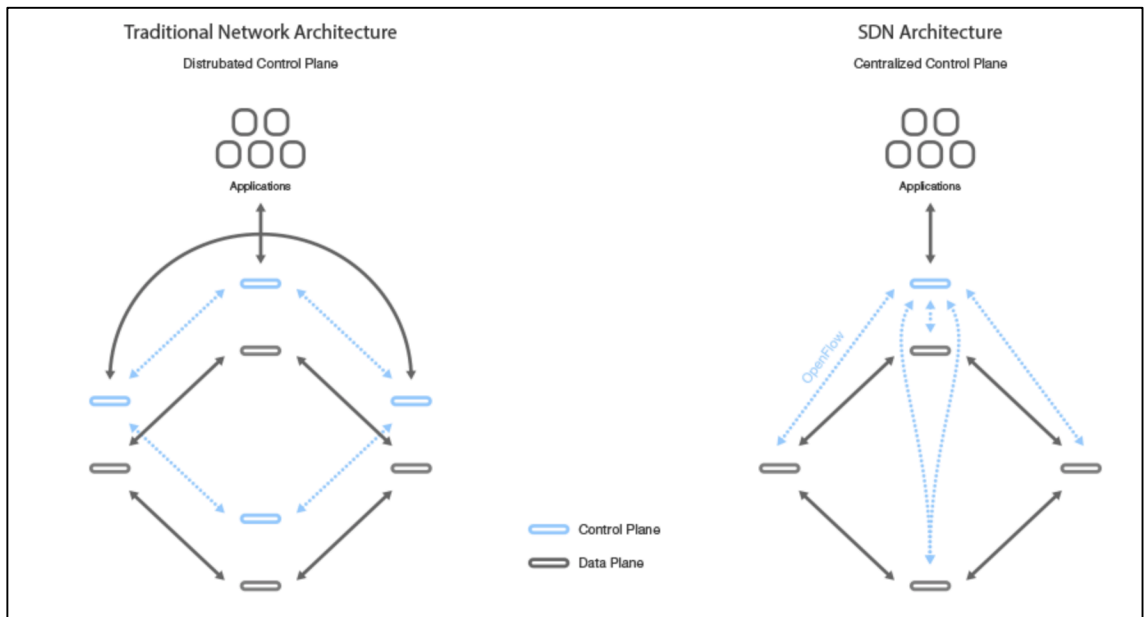 Traditional Network Architecture
Distrubated Control Plane
Applications
SDN Architecture
Centralized Control Plane
Applications
OpenFlow
Control Plane
Data Plane